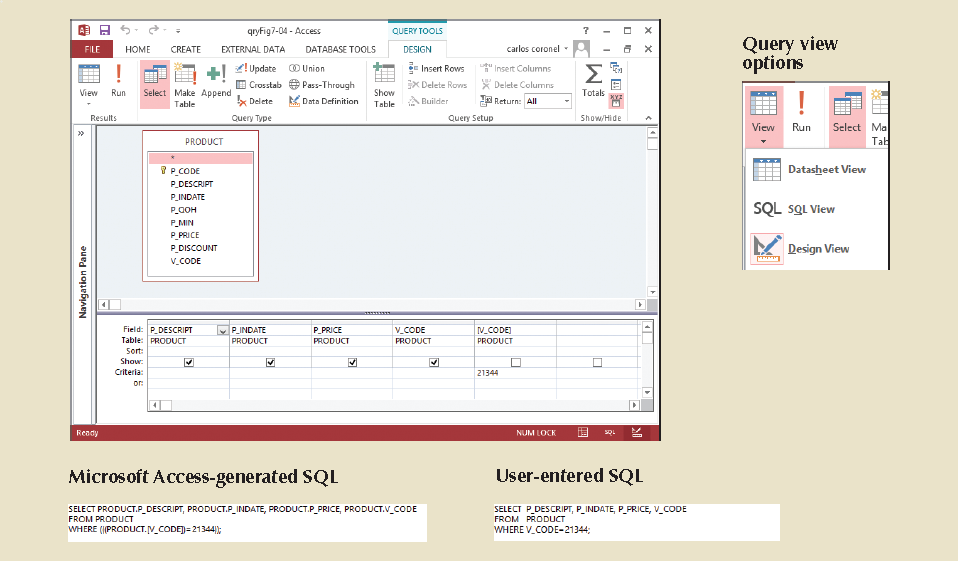 qryFig7-04 - Access
QUERY TOOLS
FILE HOME CREATE EXTERNAL DATA DATABASE TOOLS DESIGN carlos coronel
View Run Select Make Table Append Update Crosstab Delete Union Pass-Through Data Definition Show Table Insert Rows Delete Rows Builder Insert Columns Delete Columns Return: All Totals
Results Query Type Query Setup Show/Hide
Navigation Pane
PRODUCT
*
P_CODE
P_DESCRIPT
P_INDATE
P_QOH
P_MIN
P_PRICE
P_DISCOUNT
V_CODE
Field: P_DESCRIPT P_INDATE P_PRICE V_CODE [V_CODE]
Table: PRODUCT PRODUCT PRODUCT PRODUCT PRODUCT
Sort:
Show:
Criteria: 21344
or:
Ready NUM LOCK SQL
Query view
options
View Run Select Ma
Tab
Datasheet View
SQL SQL View
Design View
Microsoft Access-generated SQL
SELECT PRODUCT.P_DESCRIPT, PRODUCT.P_INDATE, PRODUCT.P_PRICE, PRODUCT.V_CODE
FROM PRODUCT
WHERE (((PRODUCT.[V_CODE])=21344));
User-entered SQL
SELECT P_DESCRIPT, P_INDATE, P_PRICE, V_CODE
FROM PRODUCT
WHERE V_CODE=21344;